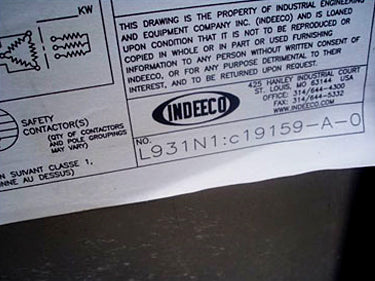 KW
THIS DRAWING IS THE PROPERTY OF INDUSTRIAL ENGINEERING
AND EQUIPMENT COMPANY INC. (INDEECO) AND IS LOANED
UPON CONDITION THAT IT IS NOT TO BE REPRODUCED OR
COPIED IN WHOLE OR IN PART OR USED FURNISHING
INFORMATION TO ANY PERSON WITHOUT WRITTEN CONSENT OF
INDEECO, OR FOR ANY PURPOSE DETRIMENTAL TO THEIR
INTEREST, AND TO BE RETURNED UPON REQUEST.
INDEECO
425 HANLEY INDUSTRIAL COURT
ST. LOUIS, MO 63144 USA
OFFICE: 314/644-4300
FAX: 314/644-5332
WWW.INDEECO.COM
SAFETY
CONTACTOR(S)
(QTY OF CONTACTORS
AND POLE GROUPINGS
MAY VARY)
NO.
L931N1:c19159-A-0
N SUIVANT CLASSE 1,
NNE AU DESSUS)